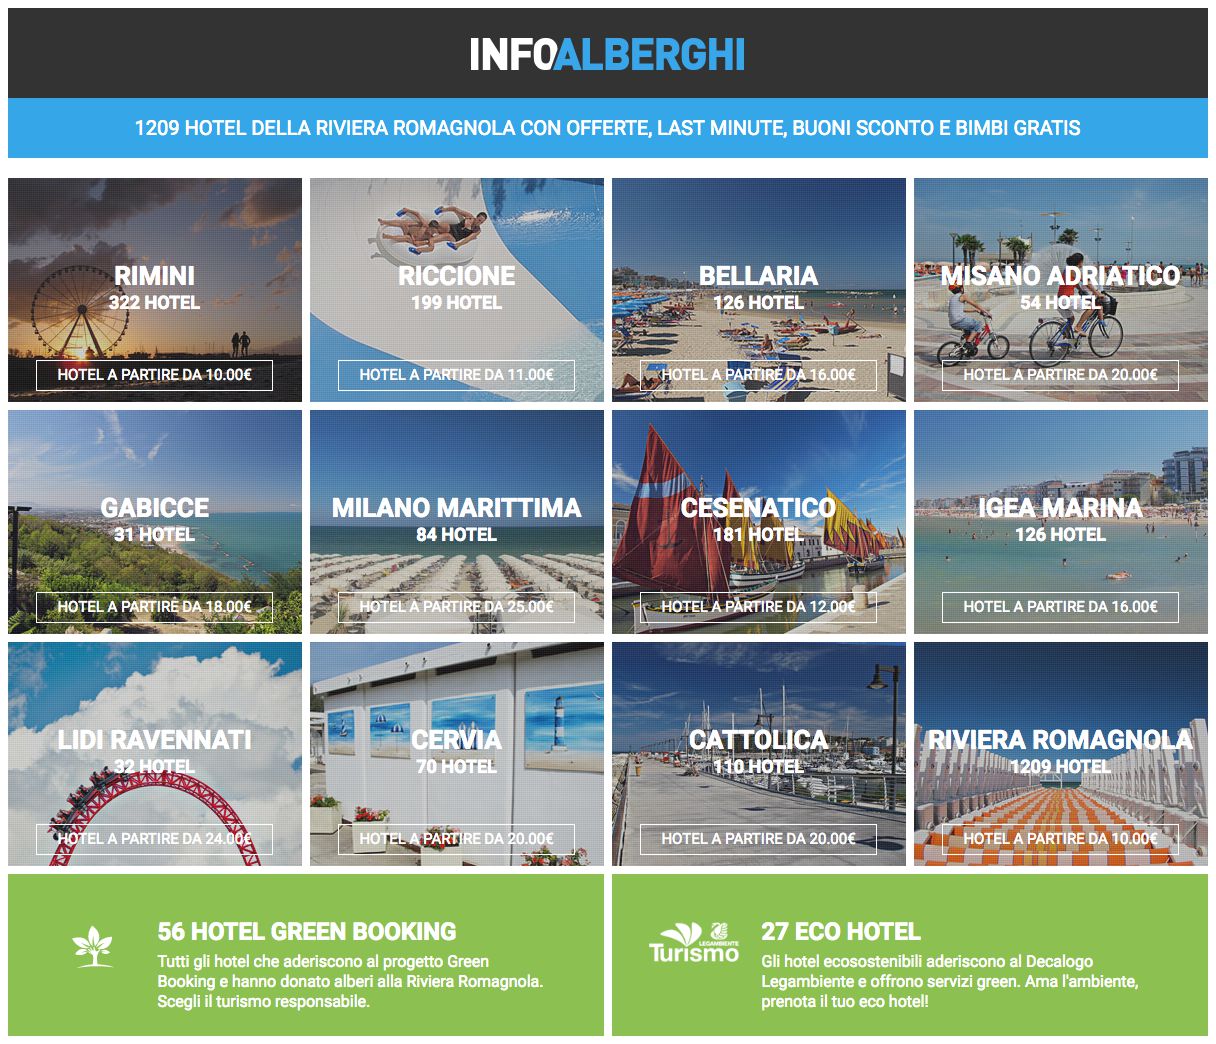 INFOALBERGHI
1209 HOTEL DELLA RIVIERA ROMAGNOLA CON OFFERTE, LAST MINUTE, BUONI SCONTO E BIMBI GRATIS
RIMINI
322 HOTEL
HOTEL A PARTIRE DA 10.00€
RICCIONE
199 HOTEL
HOTEL A PARTIRE DA 11.00€
BELLARIA
126 HOTEL
HOTEL A PARTIRE DA 16.00€
MISANO ADRIATICO
54 HOTEL
HOTEL A PARTIRE DA 20.00€
GABICCE
31 HOTEL
HOTEL A PARTIRE DA 18.00€
MILANO MARITTIMA
84 HOTEL
HOTEL A PARTIRE DA 25.00€
CESENATICO
181 HOTEL
HOTEL A PARTIRE DA 12.00€
IGEA MARINA
126 HOTEL
HOTEL A PARTIRE DA 16.00€
LIDI RAVENNATI
32 HOTEL
HOTEL A PARTIRE DA 24.00€
CERVIA
70 HOTEL
HOTEL A PARTIRE DA 20.00€
CATTOLICA
110 HOTEL
HOTEL A PARTIRE DA 20.00€
RIVIERA ROMAGNOLA
1209 HOTEL
HOTEL A PARTIRE DA 10.00€
56 HOTEL GREEN BOOKING
Tutti gli hotel che aderiscono al progetto Green
Booking e hanno donato alberi alla Riviera Romagnola.
Scegli il turismo responsabile.
LEGAMBIENTE
Turismo
27 ECO HOTEL
Gli hotel ecosostenibili aderiscono al Decalogo
Legambiente e offrono servizi green. Ama l'ambiente,
prenota il tuo eco hotel!